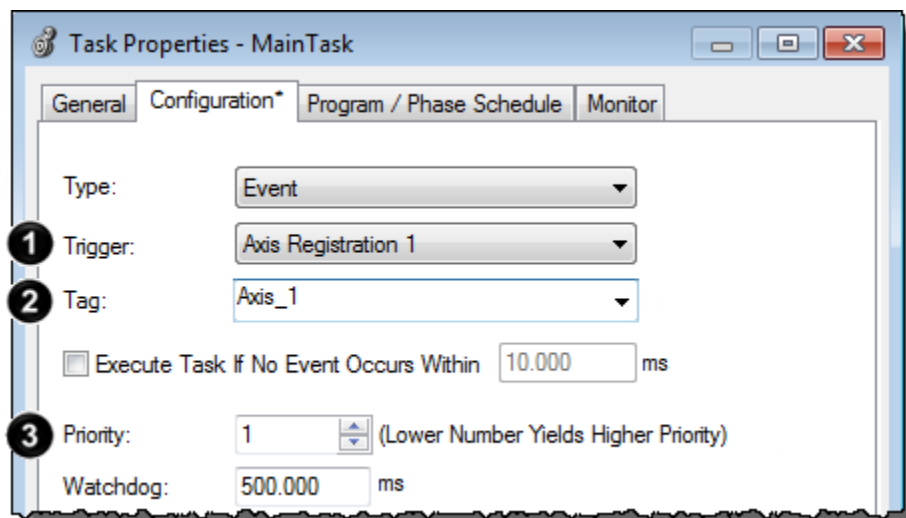 Task Properties - MainTask
General Configuration* Program / Phase Schedule Monitor
Type: Event
1 Trigger: Axis Registration 1
2 Tag: Axis_1
Execute Task If No Event Occurs Within 10.000 ms
3 Priority: 1 (Lower Number Yields Higher Priority)
Watchdog: 500.000 ms